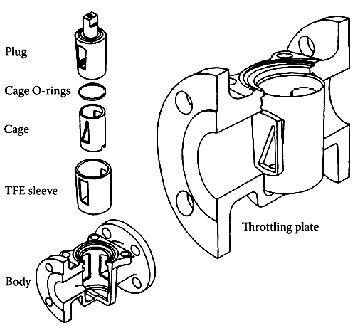 Plug
Cage O-rings
Cage
TFE sleeve
Body
Throttling plate